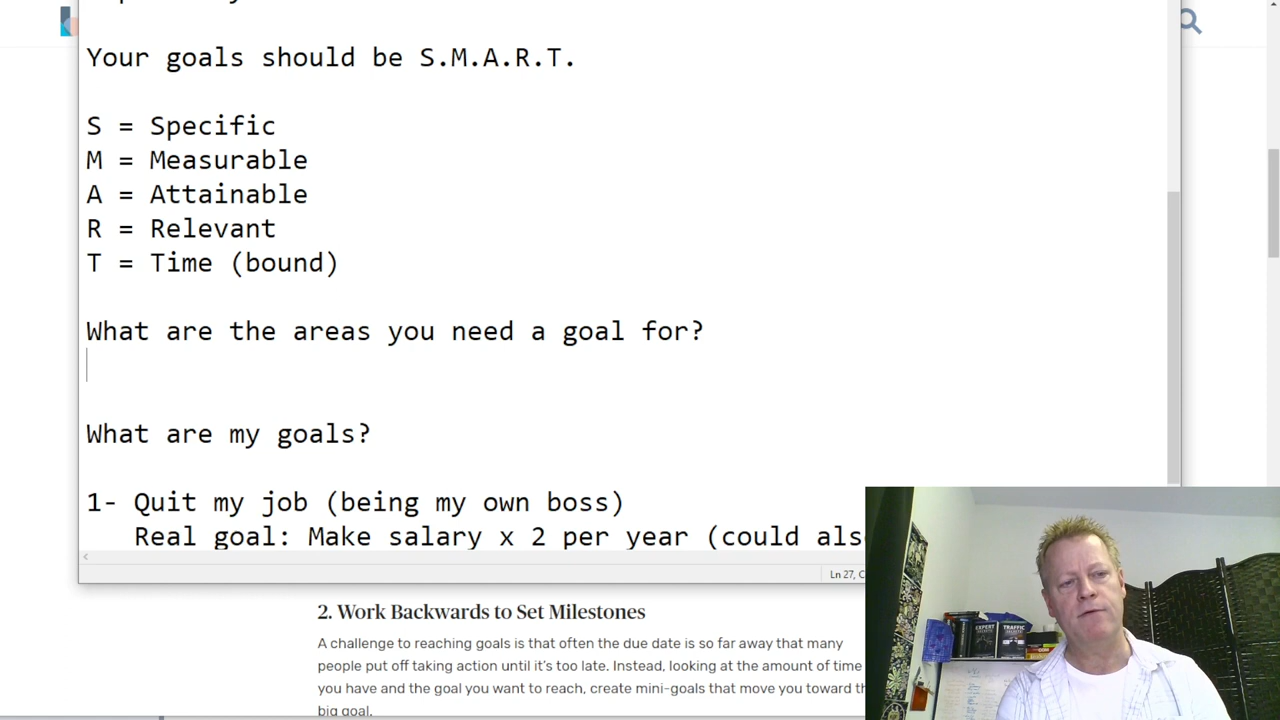 Your goals should be S.M.A.R.T.
S = Specific
M = Measurable
A = Attainable
R = Relevant
T = Time (bound)
What are the areas you need a goal for?
What are my goals?
1- Quit my job (being my own boss)
Real goal: Make salary x 2 per year (could als
Ln 27, C
2. Work Backwards to Set Milestones
A challenge to reaching goals is that often the due date is so far away that many
people put off taking action until it's too late. Instead, looking at the amount of time
you have and the goal you want to reach, create mini-goals that move you toward th
big goal.
EXPERT
SECRETS
TRAFFIC
SECRETS